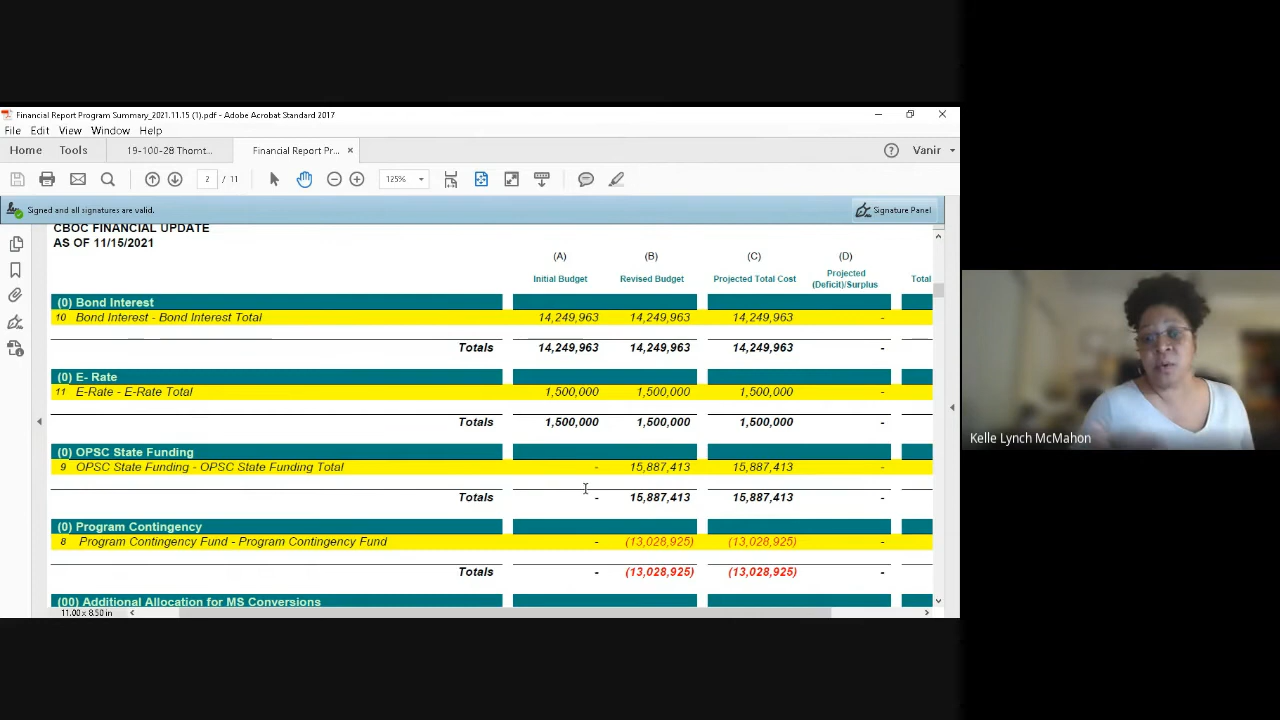 Financial Report Program Summary_2021.11.15 (1).pdf - Adobe Acrobat Standard 2017
File Edit View Window Help
Home Tools 19-100-28 Thomt... Financial Report Pr... ×
2 / 11 125%
Vanir
Signed and all signatures are valid.
Signature Panel
CBOC FINANCIAL UPDATE
AS OF 11/15/2021
(A) (B) (C) (D)
Initial Budget Revised Budget Projected Total Cost Projected (Deficit)/Surplus Total
(0) Bond Interest
10 Bond Interest - Bond Interest Total 14,249,963 14,249,963 14,249,963 -
Totals 14,249,963 14,249,963 14,249,963 -
(0) E- Rate
11 E-Rate - E-Rate Total 1,500,000 1,500,000 1,500,000 -
Totals 1,500,000 1,500,000 1,500,000 -
(0) OPSC State Funding
9 OPSC State Funding - OPSC State Funding Total - 15,887,413 15,887,413 -
Totals - 15,887,413 15,887,413 -
(0) Program Contingency
8 Program Contingency Fund - Program Contingency Fund - (13,028,925) (13,028,925) -
Totals - (13,028,925) (13,028,925) -
(00) Additional Allocation for MS Conversions
11.00 x 8.50 in
Kelle Lynch McMahon